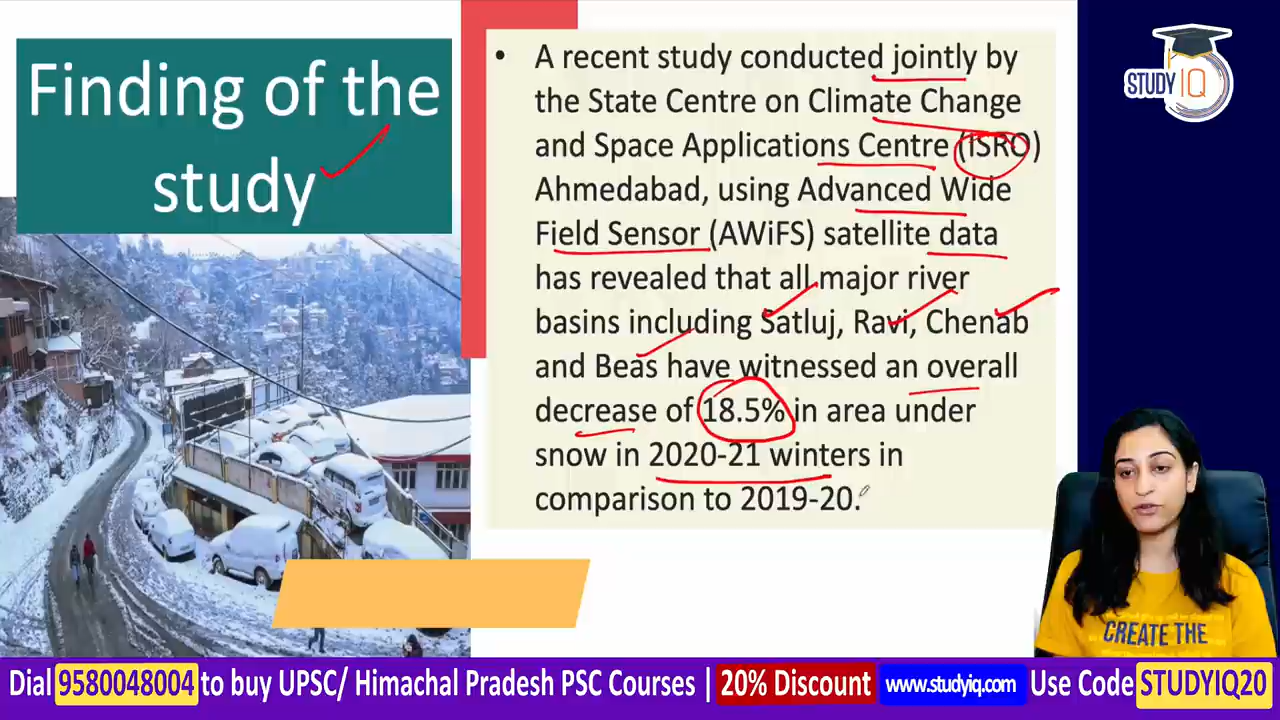 Finding of the
study
• A recent study conducted jointly by
the State Centre on Climate Change
and Space Applications Centre (ISRO)
Ahmedabad, using Advanced Wide
Field Sensor (AWiFS) satellite data
has revealed that all major river
basins including Satluj, Ravi, Chenab
and Beas have witnessed an overall
decrease of 18.5% in area under
snow in 2020-21 winters in
comparison to 2019-20.
STUDY IQ
CREATE THE
Dial 9580048004 to buy UPSC/ Himachal Pradesh PSC Courses | 20% Discount www.studyiq.com Use Code STUDYIQ20